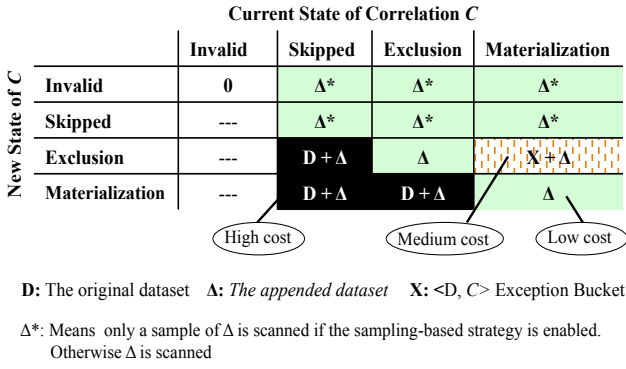 Current State of Correlation C
Invalid Skipped Exclusion Materialization
New State of C
Invalid 0 Δ* Δ* Δ*
Skipped --- Δ* Δ* Δ*
Exclusion --- D + Δ Δ X + Δ
Materialization --- D + Δ D + Δ Δ
High cost Medium cost Low cost
D: The original dataset Δ: The appended dataset X: <D, C> Exception Bucket
Δ*: Means only a sample of Δ is scanned if the sampling-based strategy is enabled.
Otherwise Δ is scanned